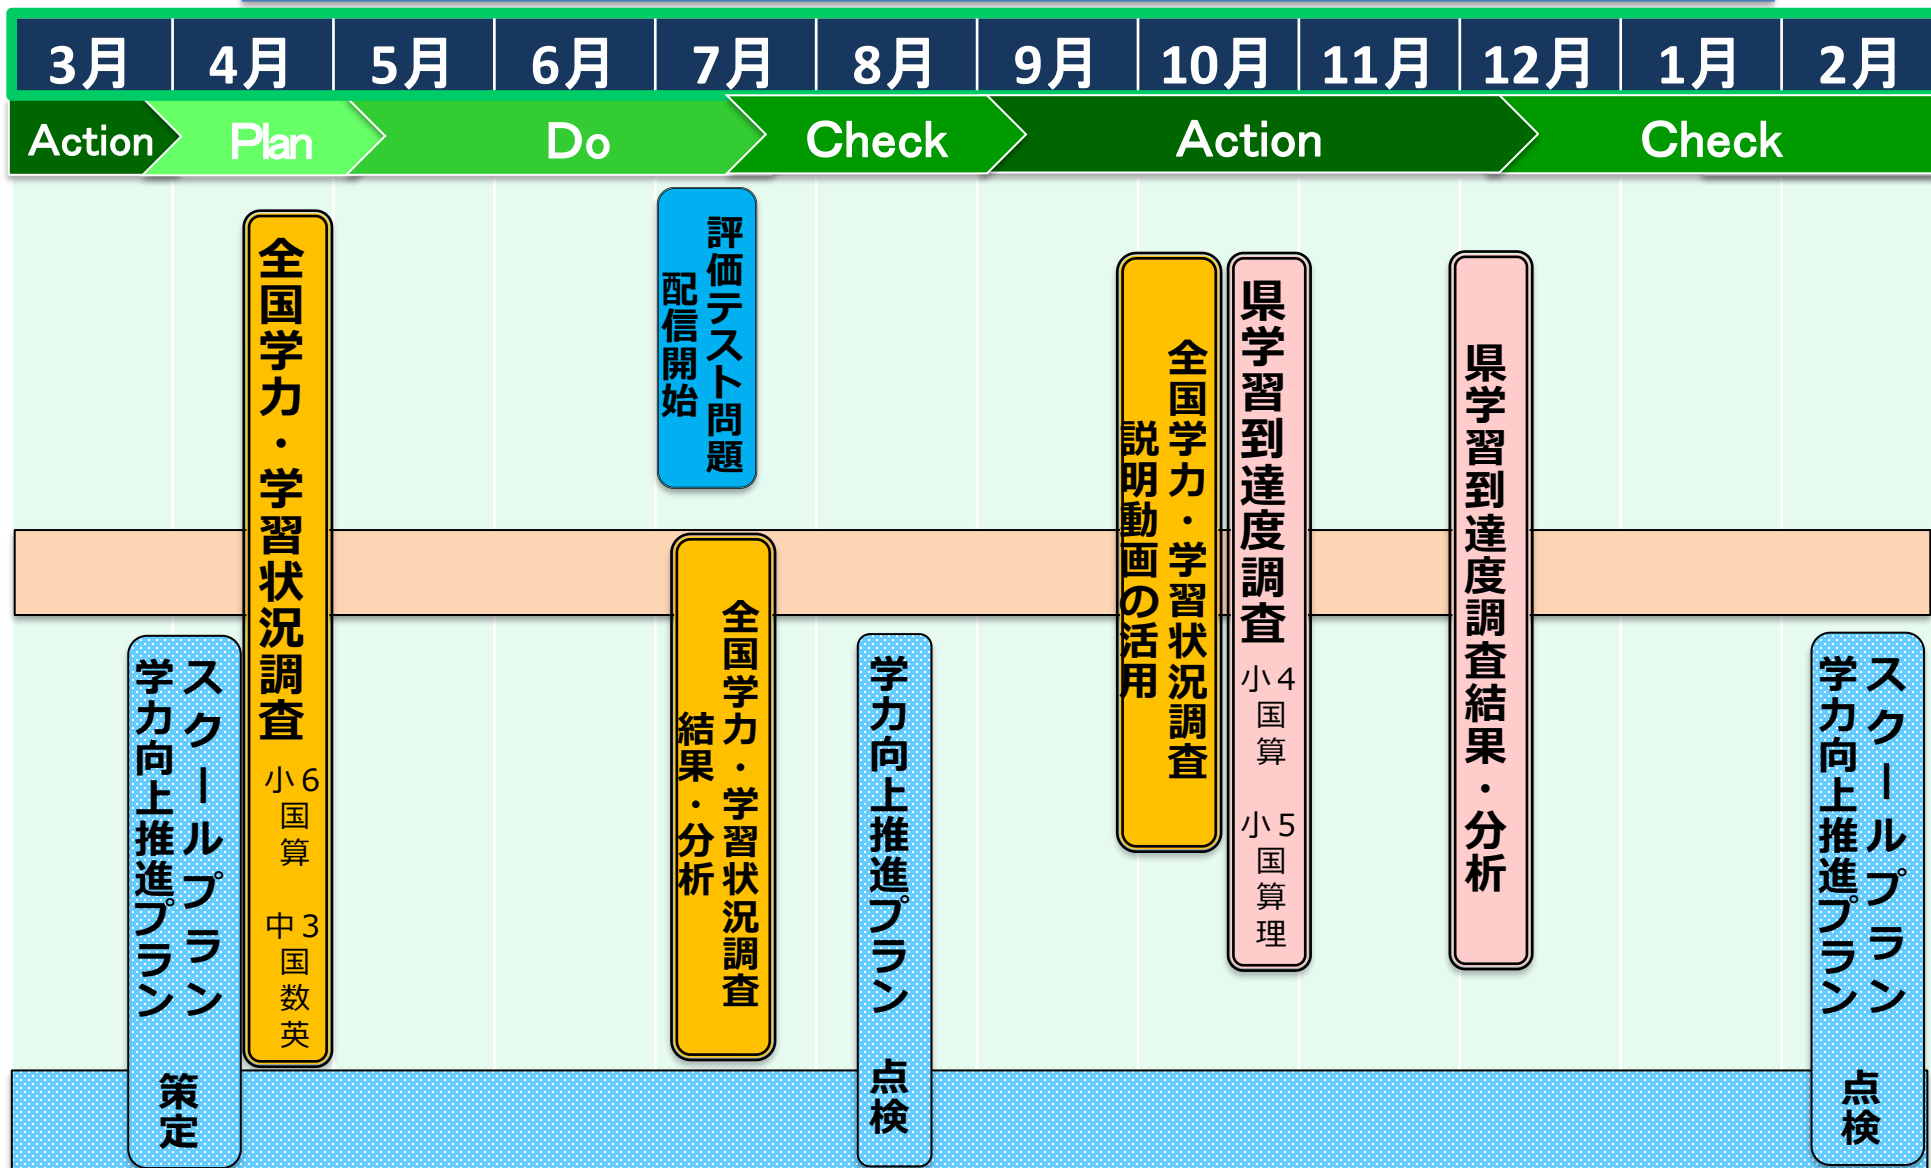 3月
4月
5月
6月
7月
8月
9月
10月
11月
12月
1月
2月
Action
Plan
Do
Check
Action
Check
スクールプラン
学力向上推進プラン　策定
全国学力・学習状況調査
小6
国
算
中3
国
数
英
評価テスト問題
配信開始
全国学力・学習状況調査
結果・分析
学力向上推進プラン　点検
全国学力・学習状況調査
説明動画の活用
県学習到達度調査
小4
国
算
小5
国
算
理
県学習到達度調査結果・分析
スクールプラン
学力向上推進プラン　点検